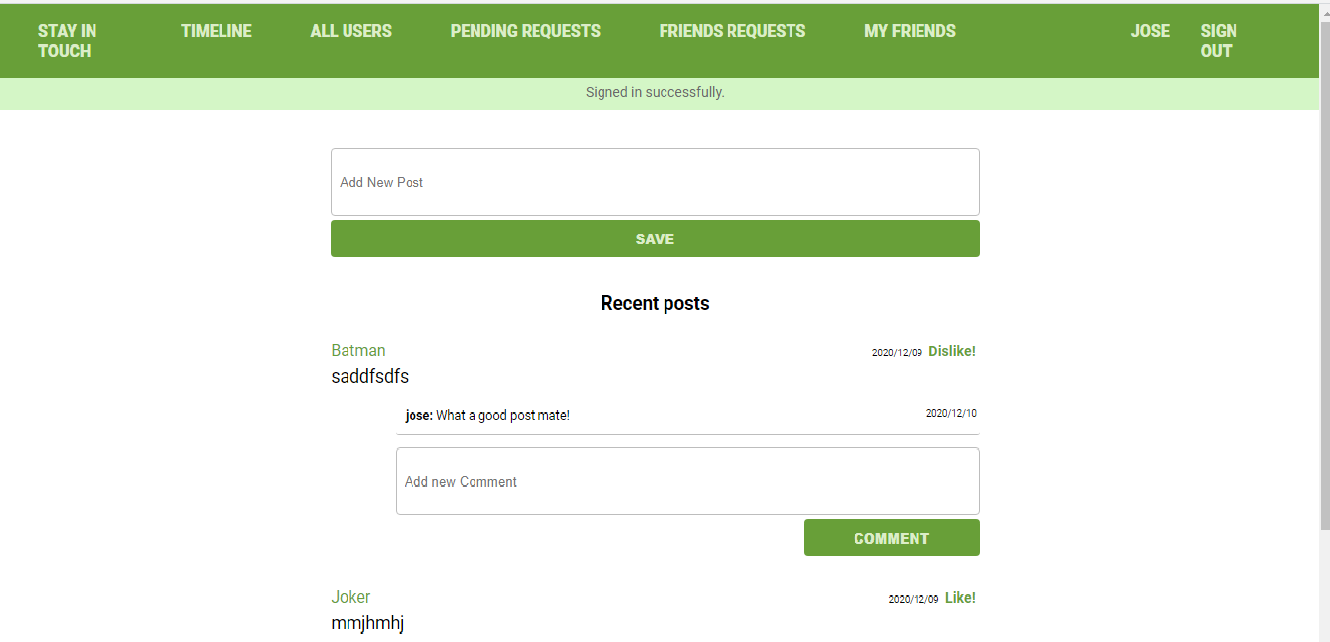 STAY IN TOUCH
TIMELINE
ALL USERS
PENDING REQUESTS
FRIENDS REQUESTS
MY FRIENDS
JOSE
SIGN OUT
Signed in successfully.
Add New Post
SAVE
Recent posts
Batman 2020/12/09 Dislike!
saddfsdfs
jose: What a good post mate! 2020/12/10
Add new Comment
COMMENT
Joker 2020/12/09 Like!
mmjhmhj